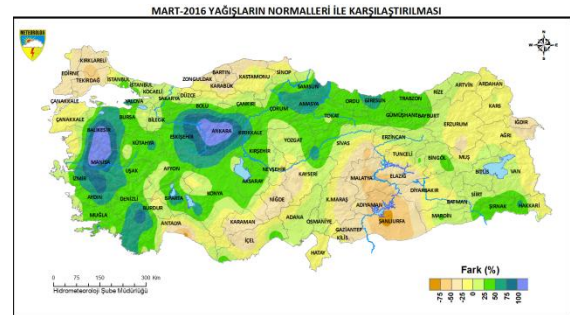 MART-2016 YAĞIŞLARIN NORMALLERİ İLE KARŞILAŞTIRILMASI
METEOROLOJİ
KIRKLARELİ
EDİRNE
TEKİRDAĞ
İSTANBUL
İSTANBUL
KOCAELİ
YALOVA
SAKARYA
DÜZCE
ZONGULDAK
BARTIN
KARABÜK
KASTAMONU
SİNOP
SAMSUN
ÇANAKKALE
ÇANAKKALE
BALIKESİR
BURSA
BİLECİK
BOLU
ÇANKIRI
ÇORUM
AMASYA
TOKAT
ORDU
GİRESUN
TRABZON
RİZE
ARTVİN
ARDAHAN
KARS
IĞDIR
AĞRI
GÜMÜŞHANE
BAYBURT
ERZURUM
ERZİNCAN
ESKİŞEHİR
ANKARA
KIRIKKALE
YOZGAT
SİVAS
KÜTAHYA
MANİSA
İZMİR
UŞAK
AFYON
KIRŞEHİR
NEVŞEHİR
KAYSERİ
AKSARAY
KONYA
NİĞDE
MALATYA
TUNCELİ
ELAZIĞ
BİNGÖL
MUŞ
BİTLİS
VAN
AYDIN
DENİZLİ
ISPARTA
BURDUR
MUĞLA
ANTALYA
KARAMAN
İÇEL
ADANA
OSMANİYE
K.MARAŞ
ADIYAMAN
DİYARBAKIR
BATMAN
SİİRT
ŞIRNAK
HAKKARİ
MARDİN
ŞANLIURFA
GAZİANTEP
KİLİS
HATAY
0 75 150 300 Km
Hidrometeoroloji Şube Müdürlüğü
Fark (%)
-75 -50 -25 0 25 50 75 100